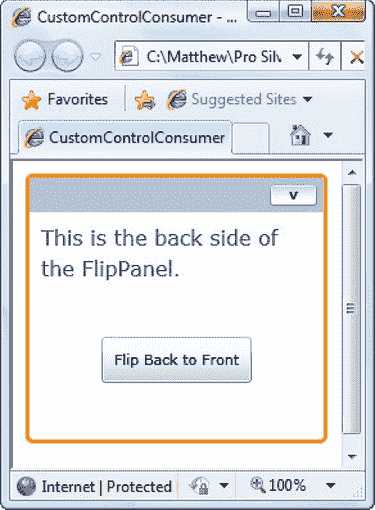 CustomControlConsumer - ...
C:\Matthew\Pro Silv
Favorites
Suggested Sites
CustomControlConsumer
V
This is the back side of
the FlipPanel.
Flip Back to Front
Internet | Protected
100%